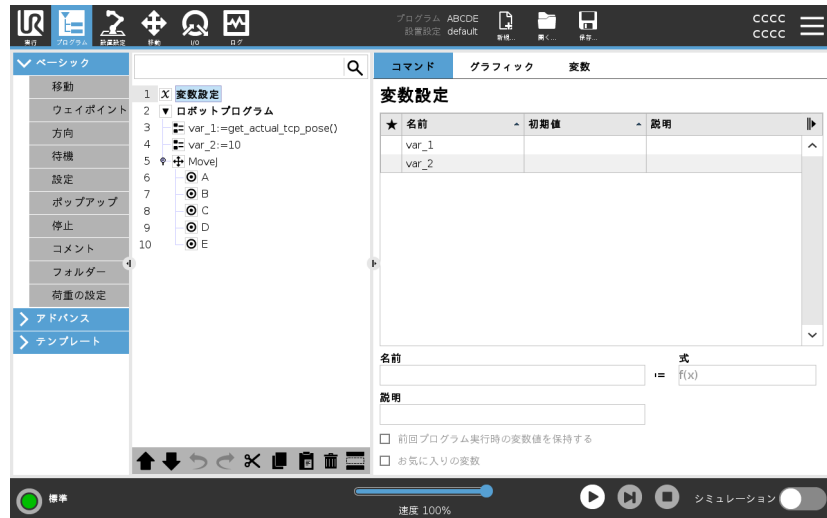 UR
実行
プログラム
設置設定
移動
I/O
ログ
プログラム ABCDE
設置設定 default
新規...
開く...
保存...
CCCC
CCCC
ベーシック
移動
ウェイポイント
方向
待機
設定
ポップアップ
停止
コメント
フォルダー
荷重の設定
アドバンス
テンプレート
1 X 変数設定
2 ロボットプログラム
3 var_1:=get_actual_tcp_pose()
4 var_2:=10
5 MoveJ
6 A
7 B
8 C
9 D
10 E
コマンド グラフィック 変数
変数設定
名前 初期値 説明
var_1
var_2
名前 式
:= f(x)
説明
前回プログラム実行時の変数値を保持する
お気に入りの変数
標準
速度 100%
シミュレーション